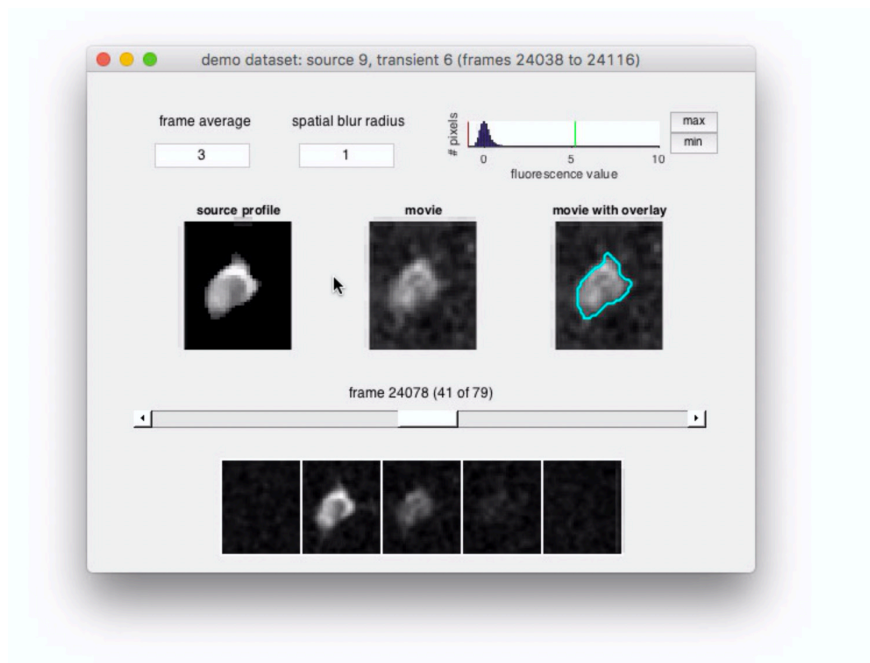 demo dataset: source 9, transient 6 (frames 24038 to 24116)
frame average
spatial blur radius
3
1
# pixels
0
5
10
fluorescence value
max
min
source profile
movie
movie with overlay
frame 24078 (41 of 79)